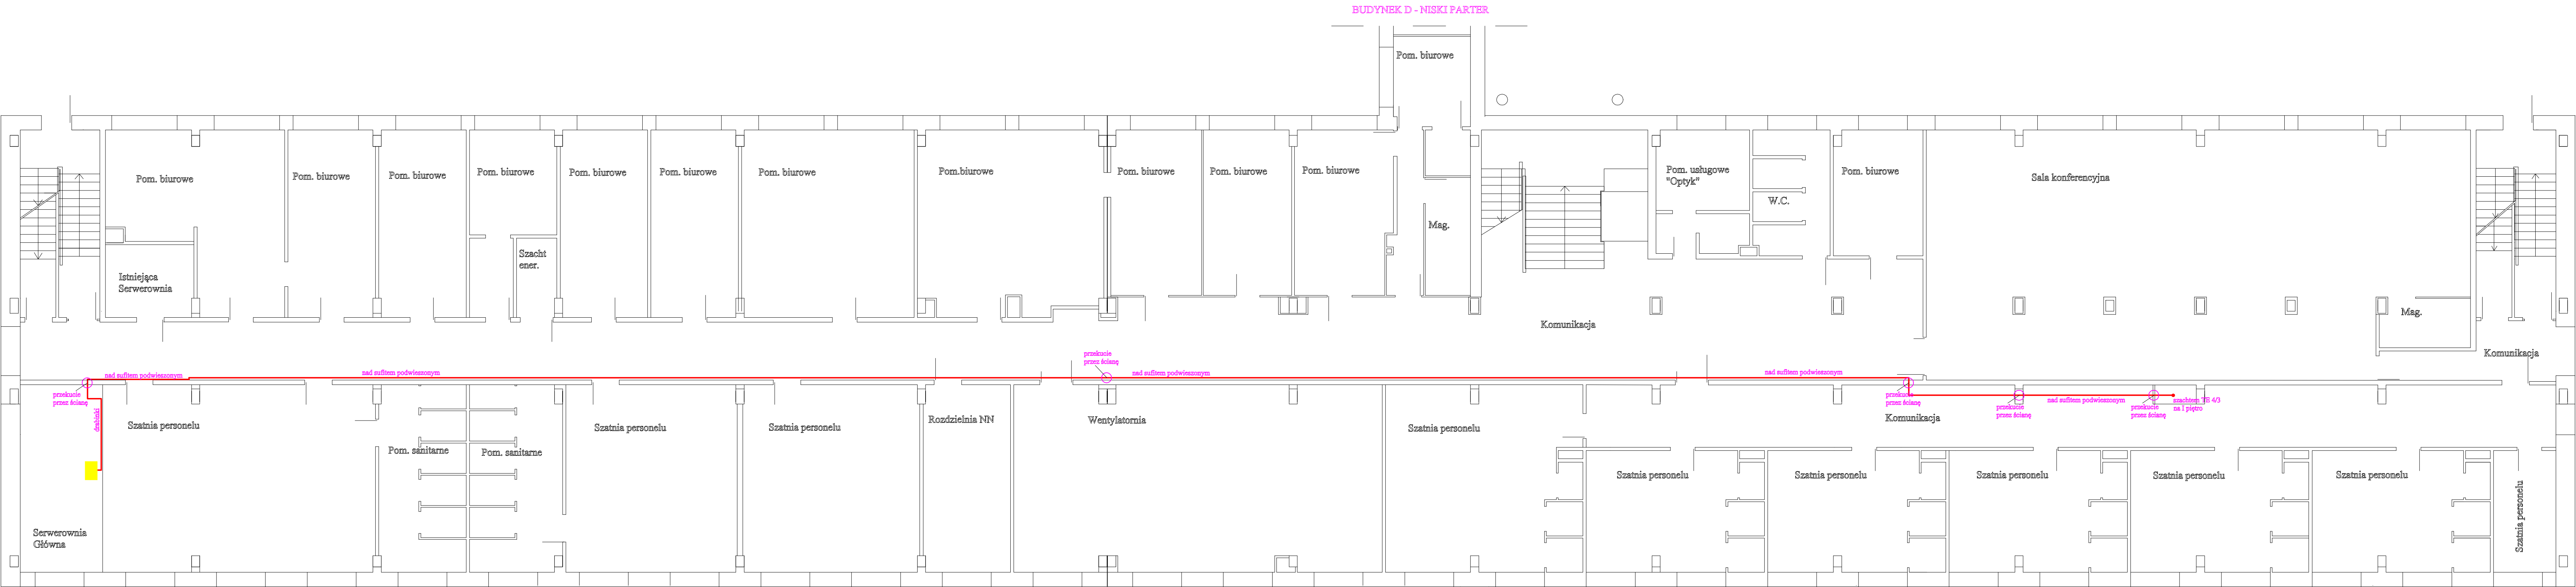 BUDYNEK D - NISKI PARTER
Pom. biurowe
Pom. biurowe
Pom. biurowe
Pom. biurowe
Pom. biurowe
Pom. biurowe
Pom. biurowe
Pom. biurowe
Pom.biurowe
Pom. biurowe
Pom. biurowe
Pom. biurowe
Pom. usługowe
"Optyk"
W.C.
Pom. biurowe
Sala konferencyjna
Mag.
Szacht
ener.
Istniejąca
Serwerownia
Mag.
Komunikacja
Komunikacja
przekucie
przez ścianę
nad sufitem podwieszonym
nad sufitem podwieszonym
nad sufitem podwieszonym
nad sufitem podwieszonym
przekucie
przez ścianę
drabinki
przekucie
przez ścianę
przekucie
przez ścianę
nad sufitem podwieszonym
przekucie
przez ścianę
szachtem TE 4/3
na I piętro
Szatnia personelu
Pom. sanitarne
Pom. sanitarne
Szatnia personelu
Szatnia personelu
Rozdzielnia NN
Wentylatornia
Szatnia personelu
Komunikacja
Szatnia personelu
Szatnia personelu
Szatnia personelu
Szatnia personelu
Szatnia personelu
Szatnia personelu
Serwerownia
Główna